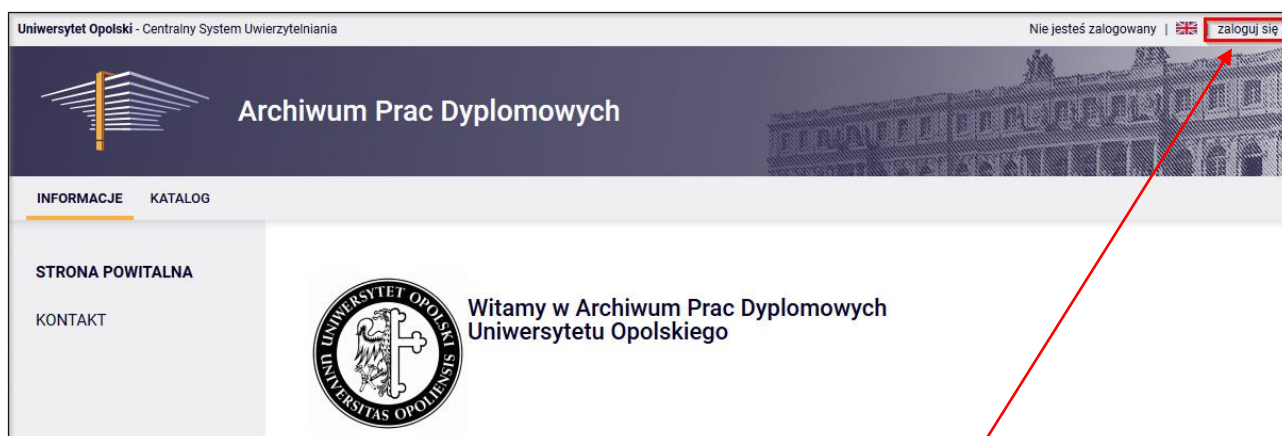 Uniwersytet Opolski - Centralny System Uwierzytelniania
Nie jesteś zalogowany | zaloguj się
Archiwum Prac Dyplomowych
INFORMACJE KATALOG
STRONA POWITALNA
KONTAKT
UNIWERSYTET OPOLSKI
UNIVERSITAS OPOLIENSIS
Witamy w Archiwum Prac Dyplomowych
Uniwersytetu Opolskiego